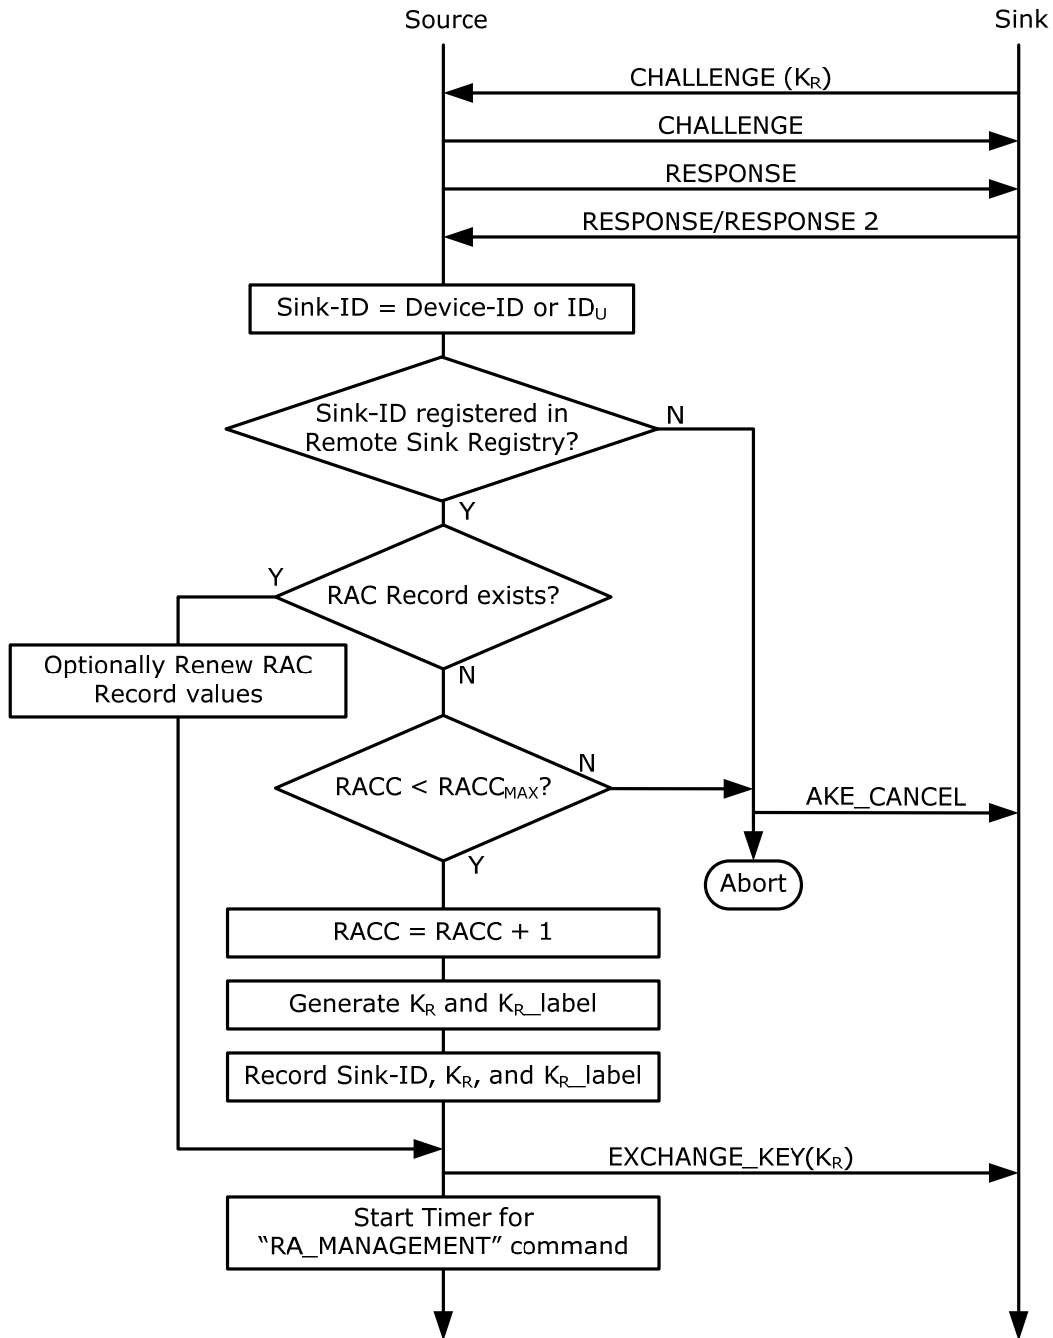 Source
Sink
CHALLENGE (KR)
CHALLENGE
RESPONSE
RESPONSE/RESPONSE 2
Sink-ID = Device-ID or IDU
Sink-ID registered in
Remote Sink Registry?
N
Y
Y
RAC Record exists?
Optionally Renew RAC
Record values
N
RACC < RACCMAX?
N
AKE_CANCEL
Y
Abort
RACC = RACC + 1
Generate KR and KR_label
Record Sink-ID, KR, and KR_label
EXCHANGE_KEY(KR)
Start Timer for
“RA_MANAGEMENT” command